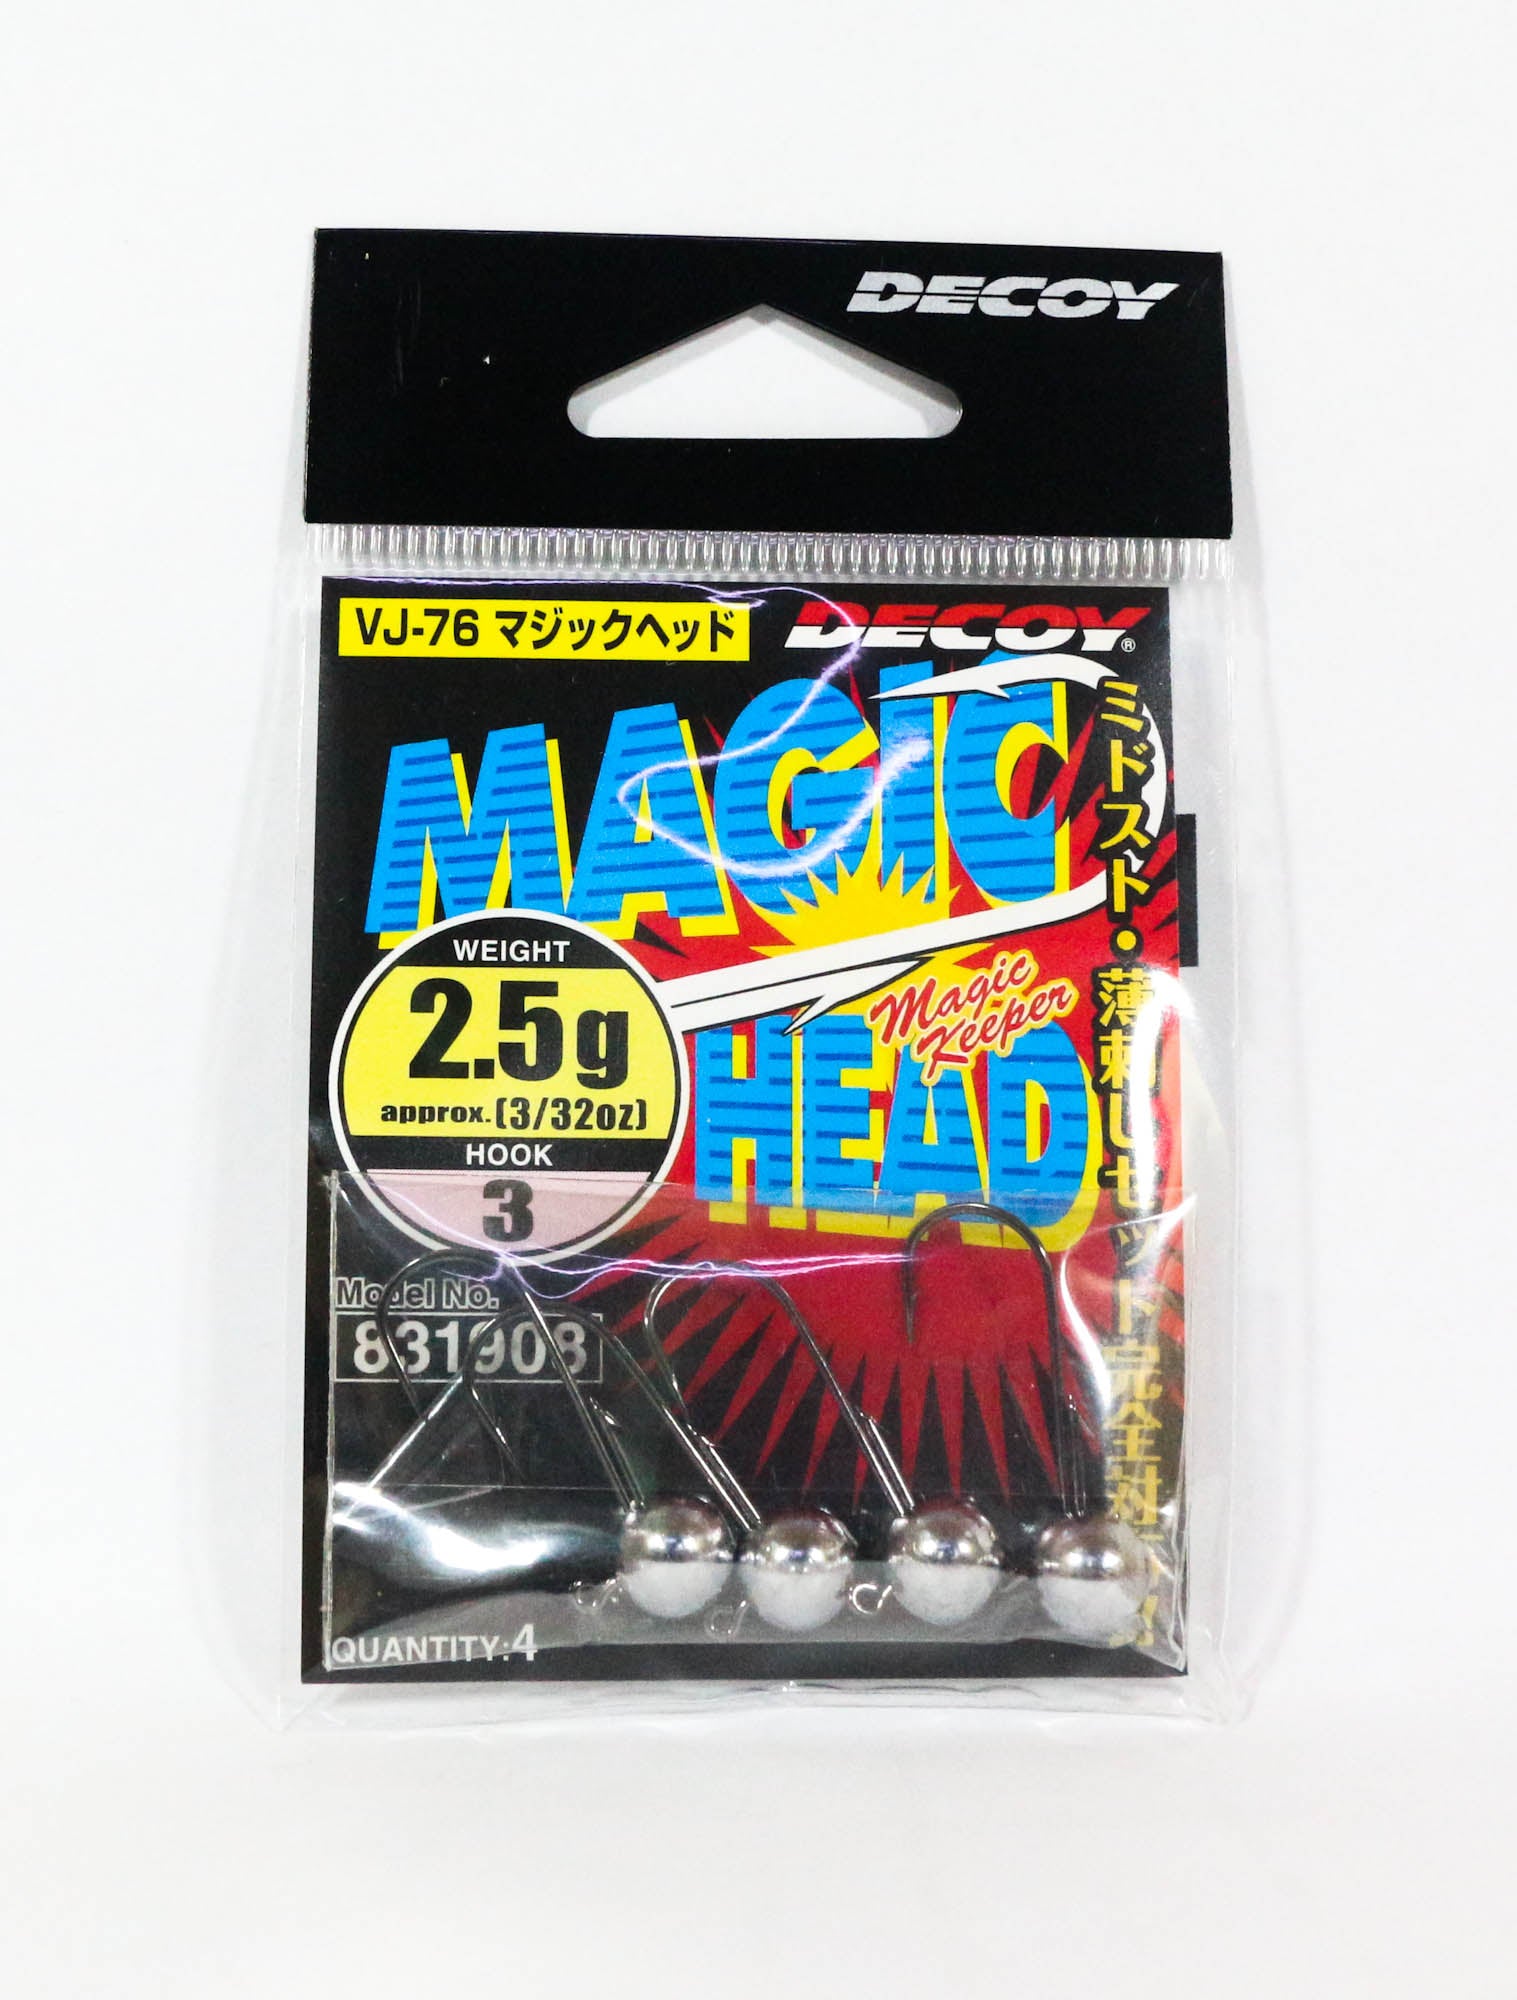 DECOY
VJ-76 マジックヘッド
DECOY®
MAGIC
HEAD
Magic
Keeper
ミドスト・薄刺しセット完全対応
WEIGHT
2.5g
approx.(3/32oz)
HOOK
3
Model No.
831908
QUANTITY:4